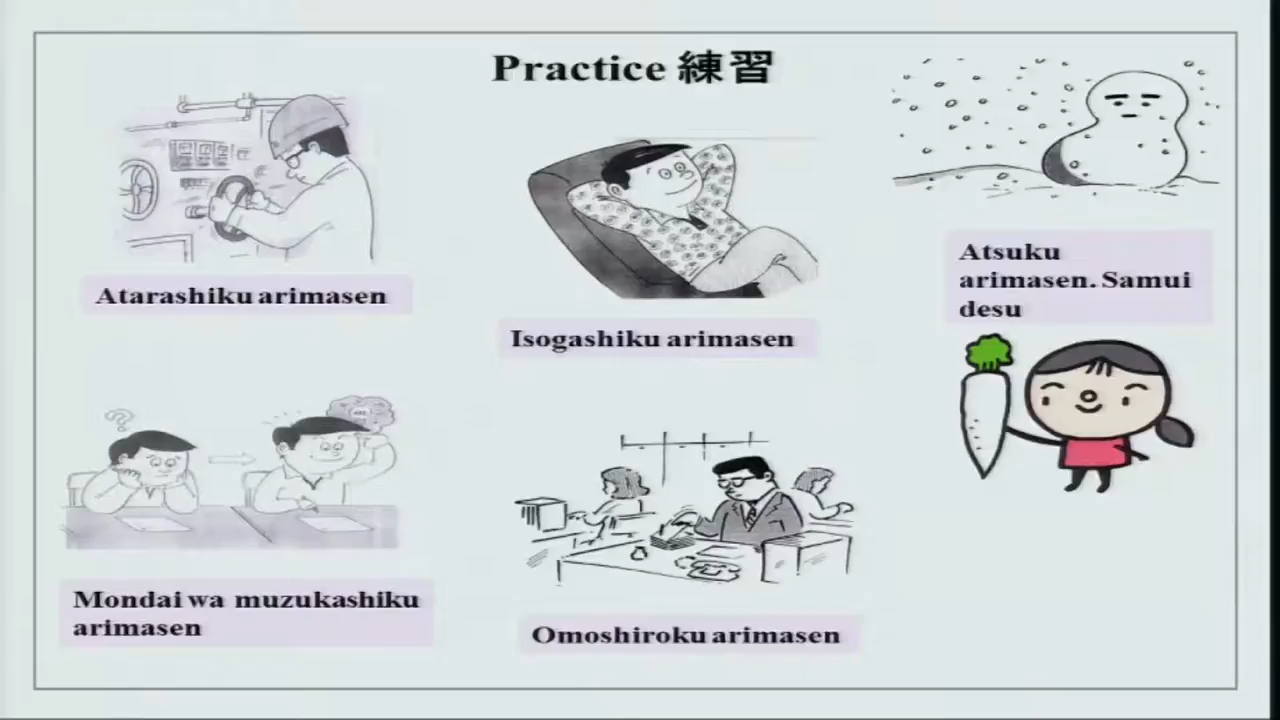 Practice 練習
Atarashiku arimasen
Isogashiku arimasen
Atsuku
arimasen. Samui
desu
Mondai wa muzukashiku
arimasen
Omoshiroku arimasen